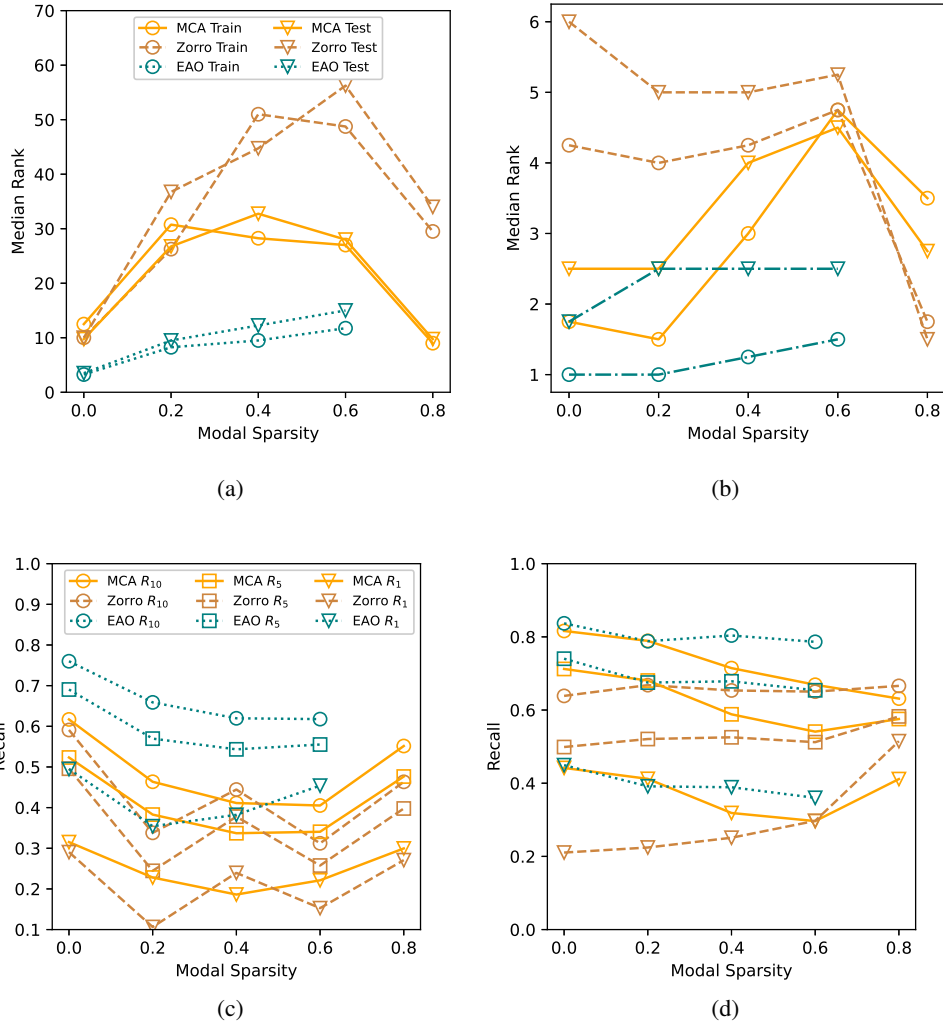 70
60
50
40
30
20
10
0
Median Rank
MCA Train
Zorro Train
EAO Train
MCA Test
Zorro Test
EAO Test
0.0 0.2 0.4 0.6 0.8
Modal Sparsity
(a)
6
5
4
3
2
1
Median Rank
0.0 0.2 0.4 0.6 0.8
Modal Sparsity
(b)
1.0
0.9
0.8
0.7
0.6
0.5
0.4
0.3
0.2
0.1
Recall
MCA R10
Zorro R10
EAO R10
MCA R5
Zorro R5
EAO R5
MCA R1
Zorro R1
EAO R1
0.0 0.2 0.4 0.6 0.8
Modal Sparsity
(c)
1.0
0.8
0.6
0.4
0.2
0.0
Recall
0.0 0.2 0.4 0.6 0.8
Modal Sparsity
(d)